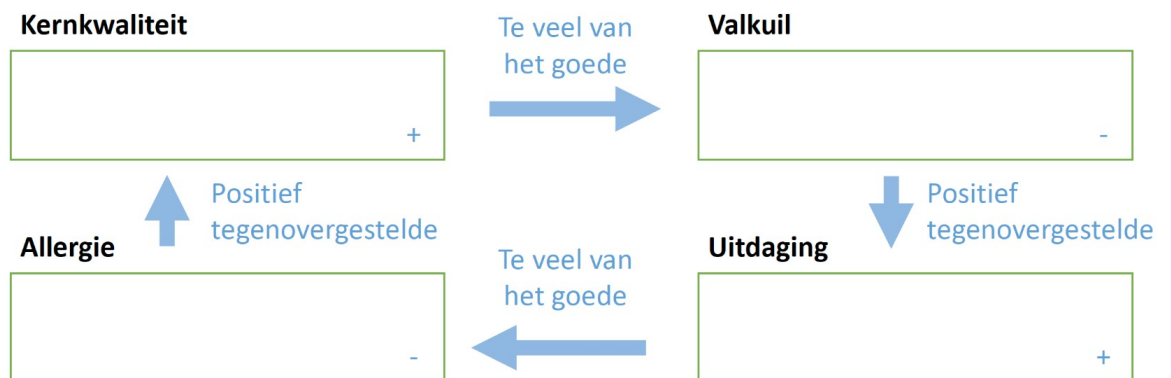 Kernkwaliteit
Te veel van
het goede
Valkuil
+
-
Positief
tegenovergestelde
Positief
tegenovergestelde
Allergie
Te veel van
het goede
Uitdaging
-
+